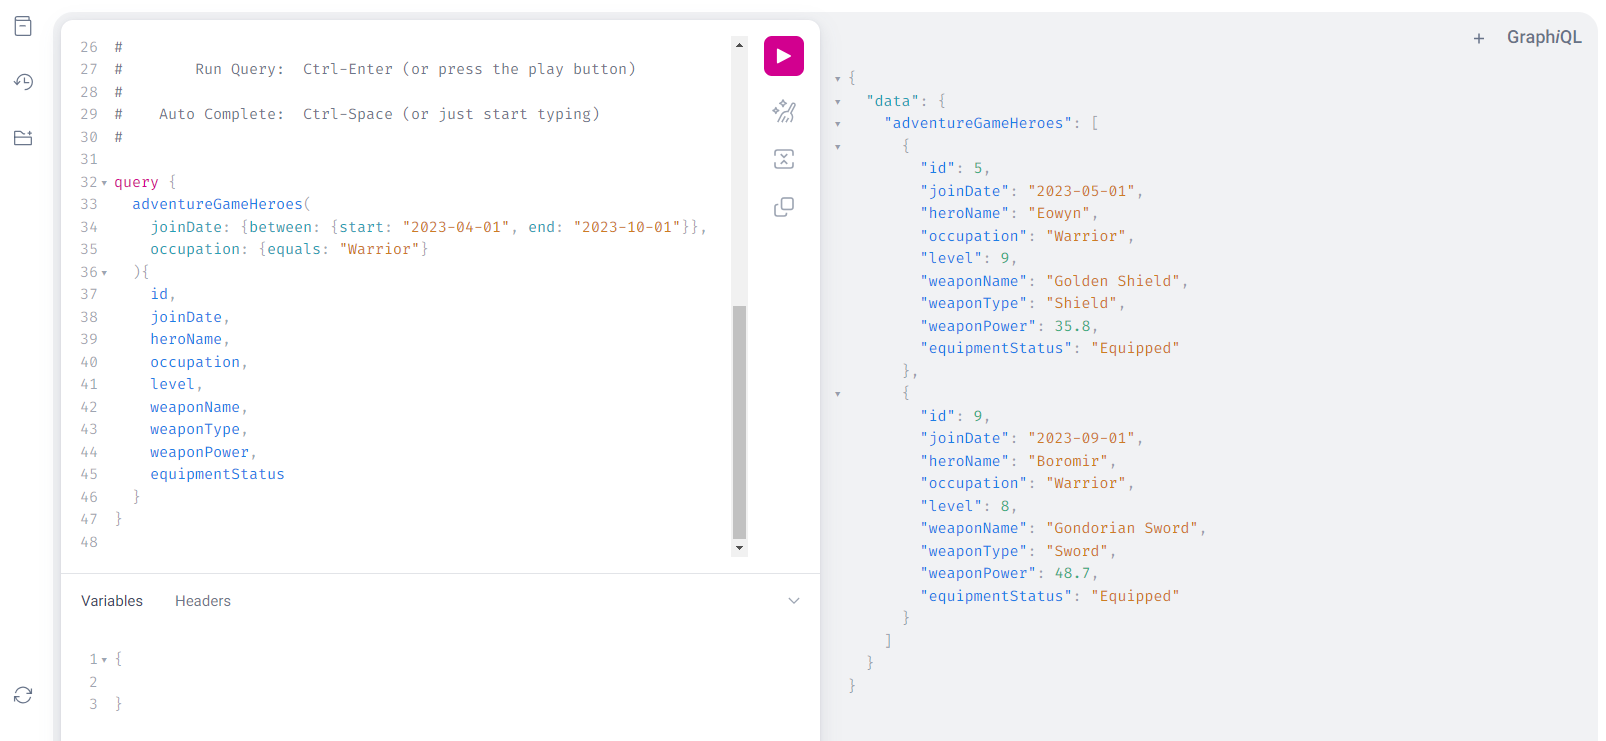 26 #
27 #        Run Query:  Ctrl-Enter (or press the play button)
28 #
29 #    Auto Complete:  Ctrl-Space (or just start typing)
30 #
31
32 query {
33   adventureGameHeroes(
34     joinDate: {between: {start: "2023-04-01", end: "2023-10-01"}},
35     occupation: {equals: "Warrior"}
36   ){
37     id,
38     joinDate,
39     heroName,
40     occupation,
41     level,
42     weaponName,
43     weaponType,
44     weaponPower,
45     equipmentStatus
46   }
47 }
48
Variables Headers
1 {
2
3 }
+ GraphiQL
{
  "data": {
    "adventureGameHeroes": [
      {
        "id": 5,
        "joinDate": "2023-05-01",
        "heroName": "Eowyn",
        "occupation": "Warrior",
        "level": 9,
        "weaponName": "Golden Shield",
        "weaponType": "Shield",
        "weaponPower": 35.8,
        "equipmentStatus": "Equipped"
      },
      {
        "id": 9,
        "joinDate": "2023-09-01",
        "heroName": "Boromir",
        "occupation": "Warrior",
        "level": 8,
        "weaponName": "Gondorian Sword",
        "weaponType": "Sword",
        "weaponPower": 48.7,
        "equipmentStatus": "Equipped"
      }
    ]
  }
}